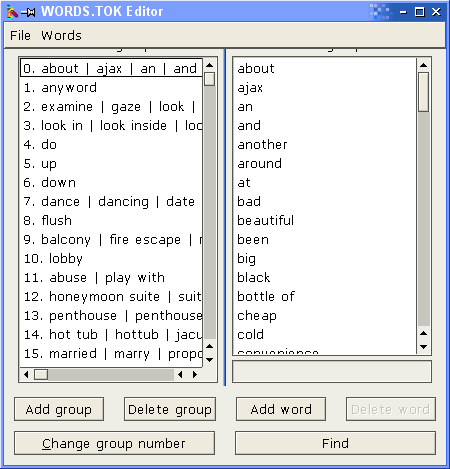 WORDS.TOK Editor
File Words
0. about | ajax | an | and
1. anyword
2. examine | gaze | look |
3. look in | look inside | loo
4. do
5. up
6. down
7. dance | dancing | date
8. flush
9. balcony | fire escape |
10. lobby
11. abuse | play with
12. honeymoon suite | suit
13. penthouse | penthouse
14. hot tub | hottub | jacu
15. married | marry | propo
about
ajax
an
and
another
around
at
bad
beautiful
been
big
black
bottle of
cheap
cold
convenience
Add group Delete group Add word Delete word
Change group number Find